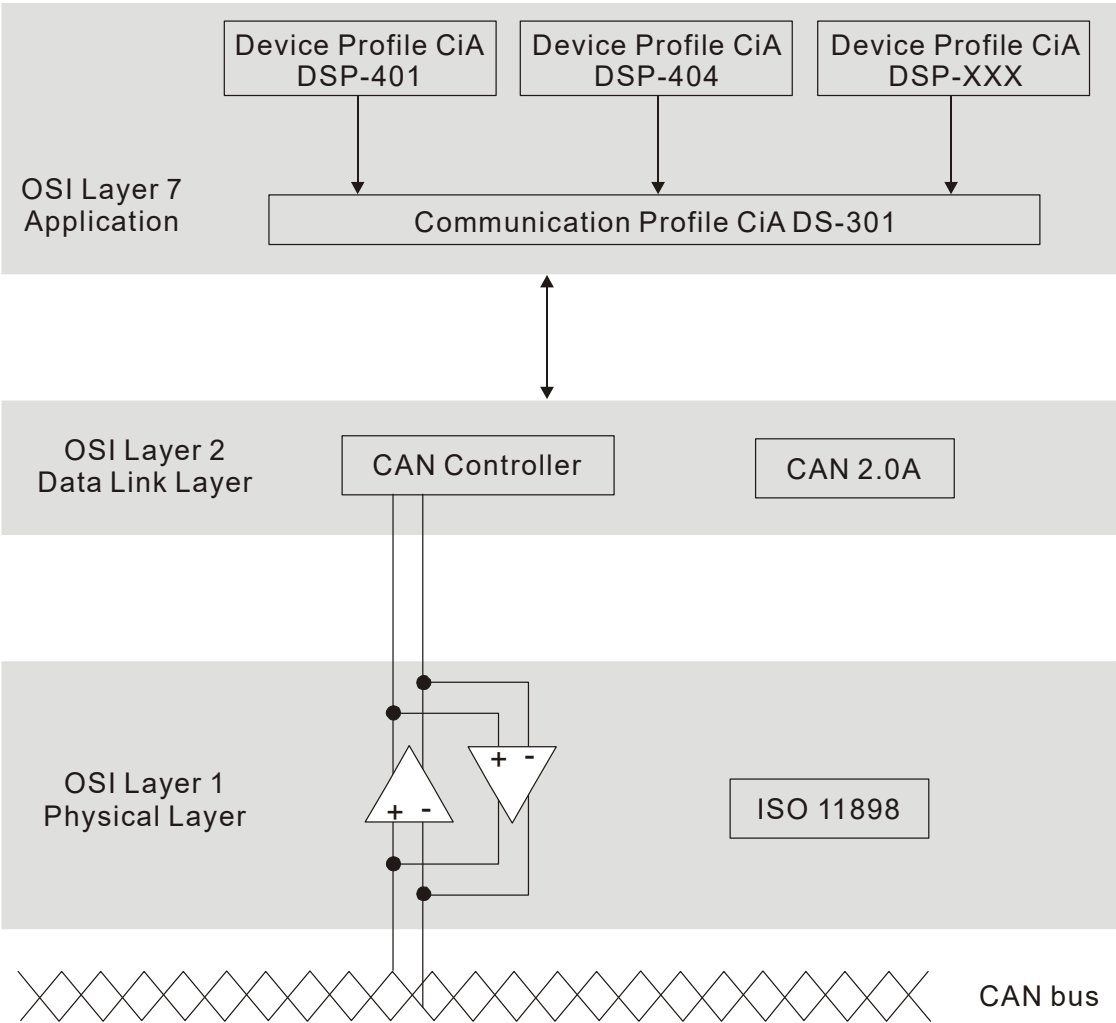 Device Profile CiA
DSP-401
Device Profile CiA
DSP-404
Device Profile CiA
DSP-XXX
OSI Layer 7
Application
Communication Profile CiA DS-301
OSI Layer 2
Data Link Layer
CAN Controller
CAN 2.0A
OSI Layer 1
Physical Layer
+ -
+ -
ISO 11898
CAN bus